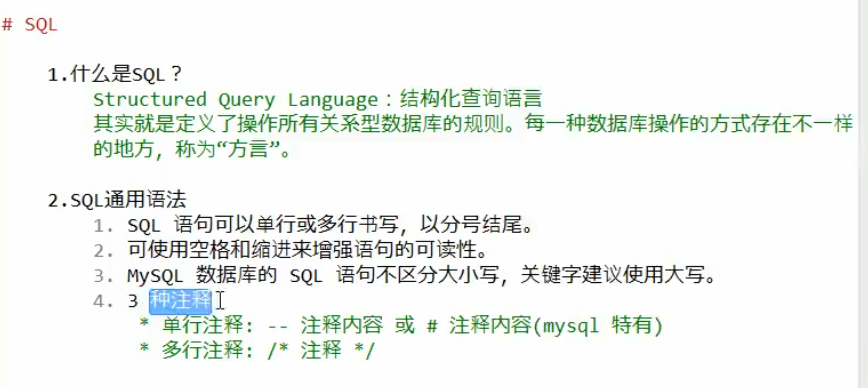 # SQL
1.什么是SQL？
Structured Query Language：结构化查询语言
其实就是定义了操作所有关系型数据库的规则。每一种数据库操作的方式存在不一样
的地方，称为“方言”。
2.SQL通用语法
1. SQL 语句可以单行或多行书写，以分号结尾。
2. 可使用空格和缩进来增强语句的可读性。
3. MySQL 数据库的 SQL 语句不区分大小写，关键字建议使用大写。
4. 3 种注释
* 单行注释: -- 注释内容 或 # 注释内容(mysql 特有)
* 多行注释: /* 注释 */